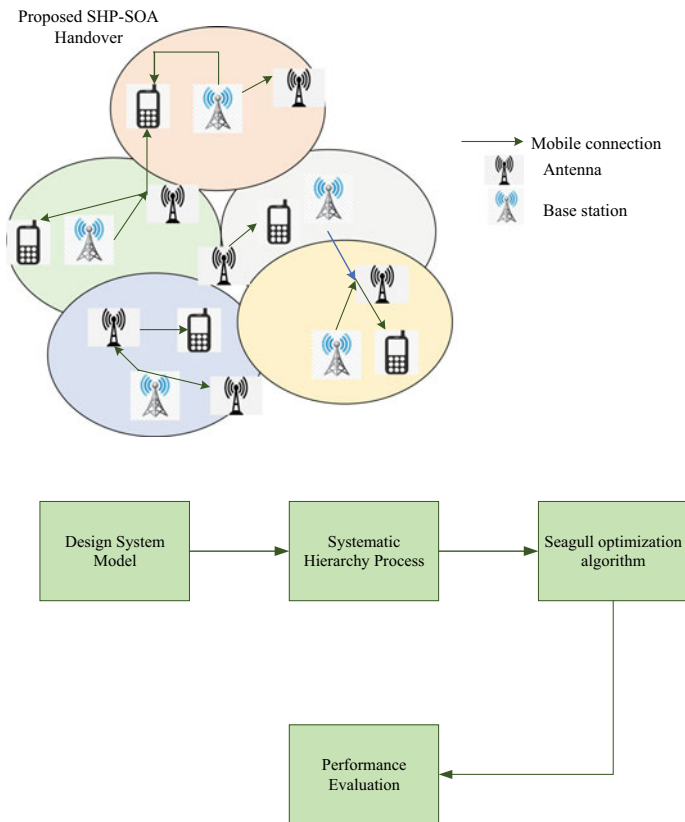 Proposed SHP-SOA
Handover
Mobile connection
Antenna
Base station
Design System
Model
Systematic
Hierarchy Process
Seagull optimization
algorithm
Performance
Evaluation